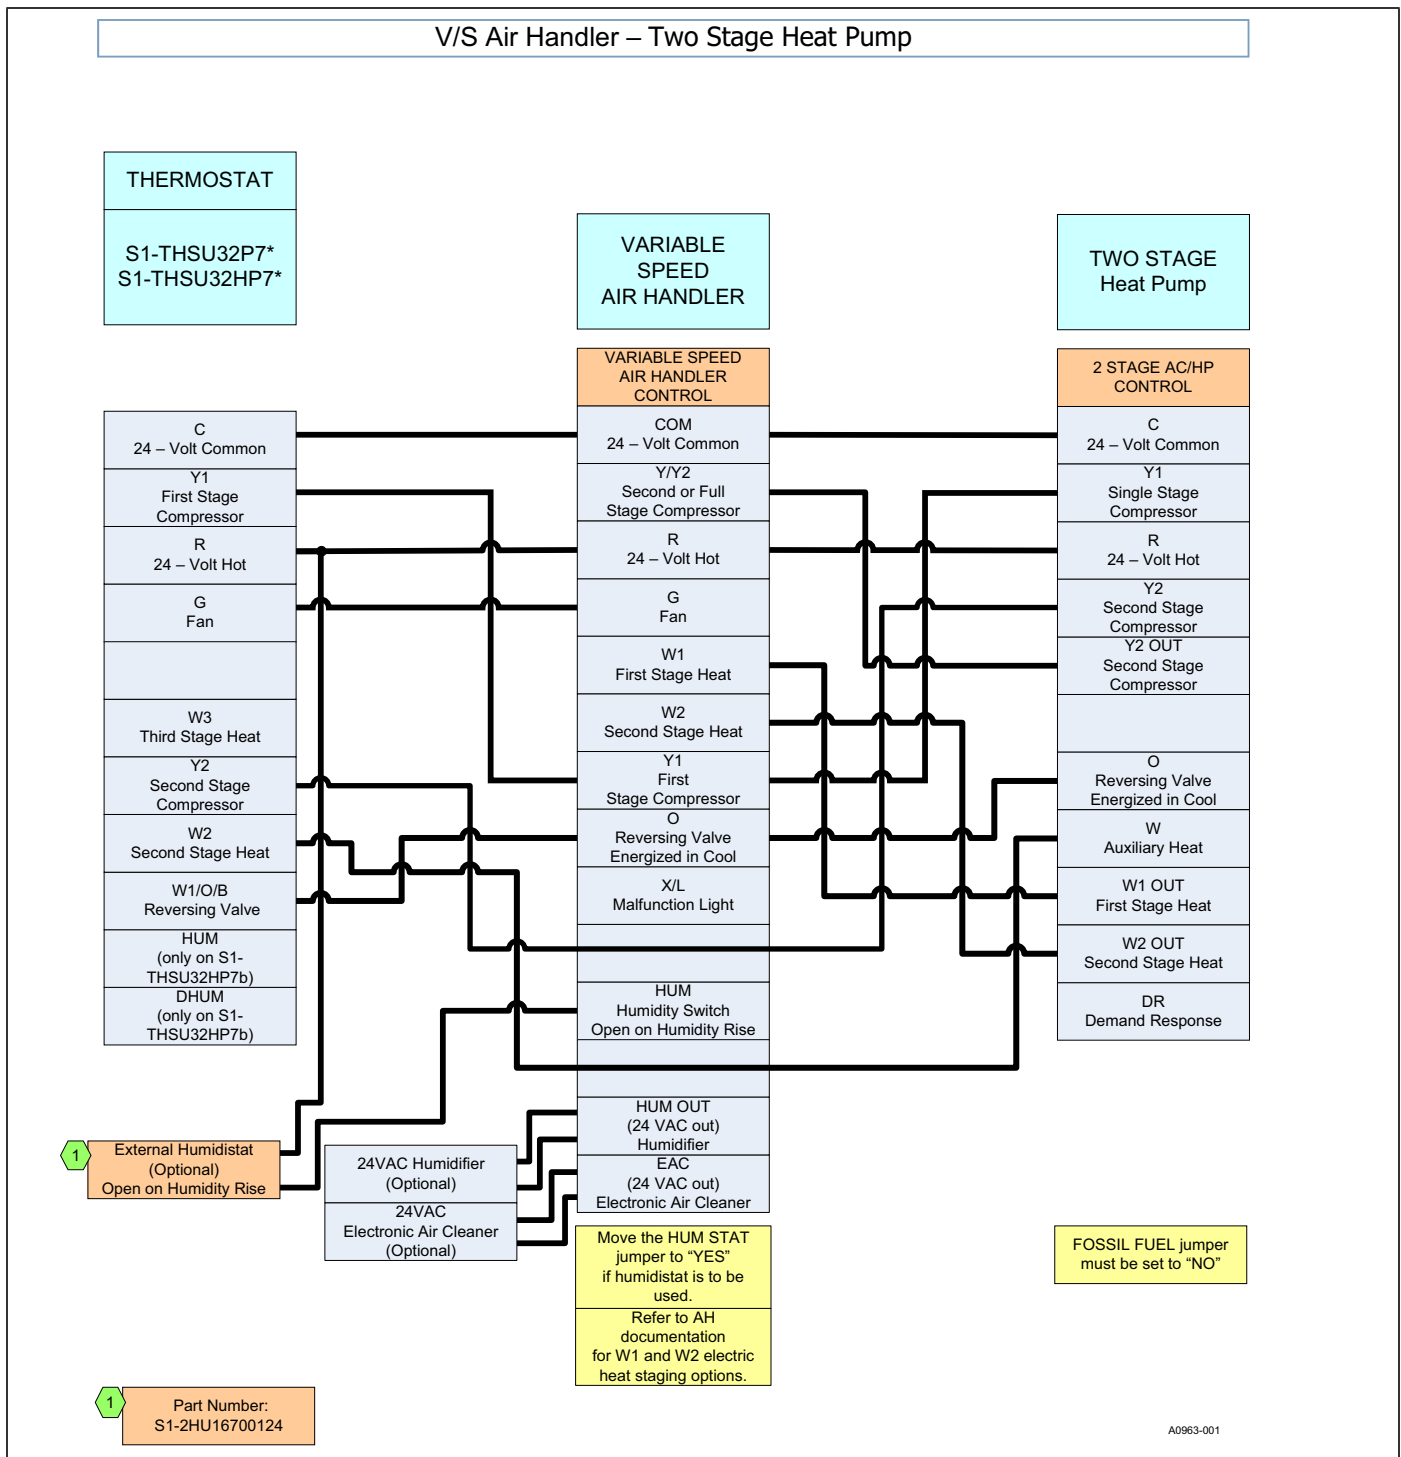 V/S Air Handler – Two Stage Heat Pump
THERMOSTAT
S1-THSU32P7*
S1-THSU32HP7*
VARIABLE
SPEED
AIR HANDLER
TWO STAGE
Heat Pump
VARIABLE SPEED
AIR HANDLER
CONTROL
2 STAGE AC/HP
CONTROL
C
24 – Volt Common
Y1
First Stage
Compressor
R
24 – Volt Hot
G
Fan
W3
Third Stage Heat
Y2
Second Stage
Compressor
W2
Second Stage Heat
W1/O/B
Reversing Valve
HUM
(only on S1-
THSU32HP7b)
DHUM
(only on S1-
THSU32HP7b)
COM
24 – Volt Common
Y/Y2
Second or Full
Stage Compressor
R
24 – Volt Hot
G
Fan
W1
First Stage Heat
W2
Second Stage Heat
Y1
First
Stage Compressor
O
Reversing Valve
Energized in Cool
X/L
Malfunction Light
HUM
Humidity Switch
Open on Humidity Rise
HUM OUT
(24 VAC out)
Humidifier
EAC
(24 VAC out)
Electronic Air Cleaner
C
24 – Volt Common
Y1
Single Stage
Compressor
R
24 – Volt Hot
Y2
Second Stage
Compressor
Y2 OUT
Second Stage
Compressor
O
Reversing Valve
Energized in Cool
W
Auxiliary Heat
W1 OUT
First Stage Heat
W2 OUT
Second Stage Heat
DR
Demand Response
1
External Humidistat
(Optional)
Open on Humidity Rise
24VAC Humidifier
(Optional)
24VAC
Electronic Air Cleaner
(Optional)
Move the HUM STAT
jumper to “YES”
if humidistat is to be
used.
Refer to AH
documentation
for W1 and W2 electric
heat staging options.
FOSSIL FUEL jumper
must be set to “NO”
1
Part Number:
S1-2HU16700124
A0963-001